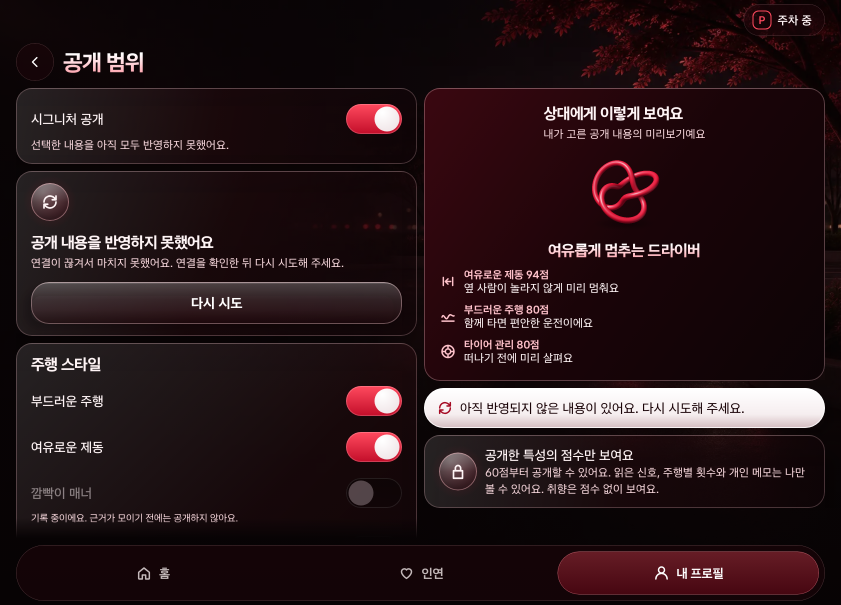 P 주차 중
공개 범위
시그니처 공개
선택한 내용을 아직 모두 반영하지 못했어요.
공개 내용을 반영하지 못했어요
연결이 끊겨서 마치지 못했어요. 연결을 확인한 뒤 다시 시도해 주세요.
다시 시도
주행 스타일
부드러운 주행
여유로운 제동
깜빡이 매너
기록 중이에요. 근거가 모이기 전에는 공개하지 않아요.
상대에게 이렇게 보여요
내가 고른 공개 내용의 미리보기예요
여유롭게 멈추는 드라이버
여유로운 제동 94점
옆 사람이 놀라지 않게 미리 멈춰요
부드러운 주행 80점
함께 타면 편안한 운전이에요
타이어 관리 80점
떠나기 전에 미리 살펴요
아직 반영되지 않은 내용이 있어요. 다시 시도해 주세요.
공개한 특성의 점수만 보여요
60점부터 공개할 수 있어요. 읽은 신호, 주행별 횟수와 개인 메모는 나만
볼 수 있어요. 취향은 점수 없이 보여요.
홈
인연
내 프로필